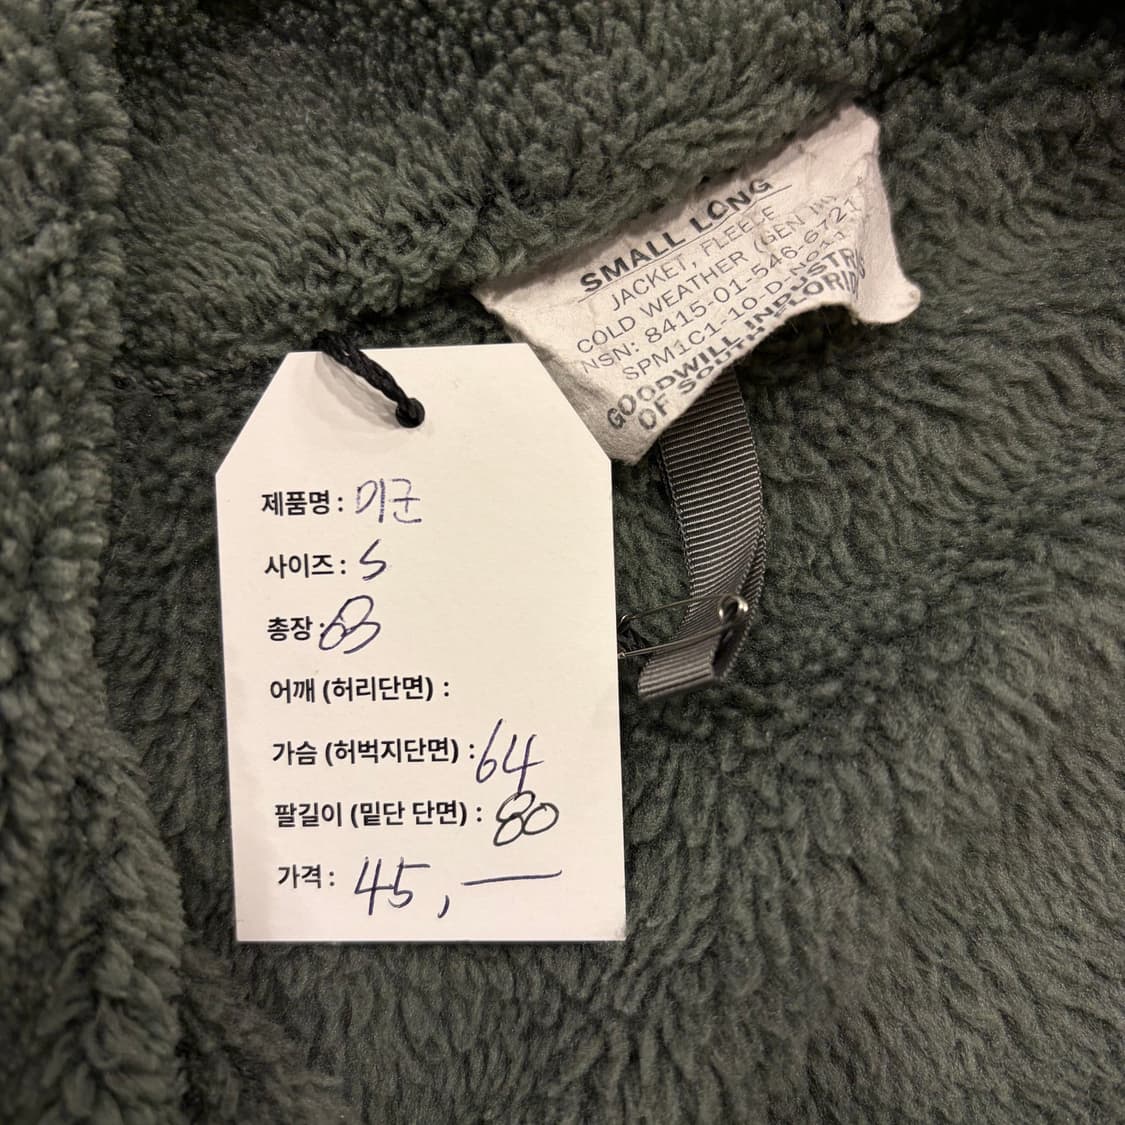 SMALL LONG
JACKET, FLEECE
COLD WEATHER (GEN III)
NSN: 8415-01-546-6721
SPM1C1-10-D-N011
GOODWILL INDUSTRIES
OF SOUTH FLORIDA
제품명 : 미군
사이즈 : S
총장 : 63
어깨 (허리단면) :
가슴 (허벅지단면) : 64
팔길이 (밑단 단면) : 80
가격 : 45,—